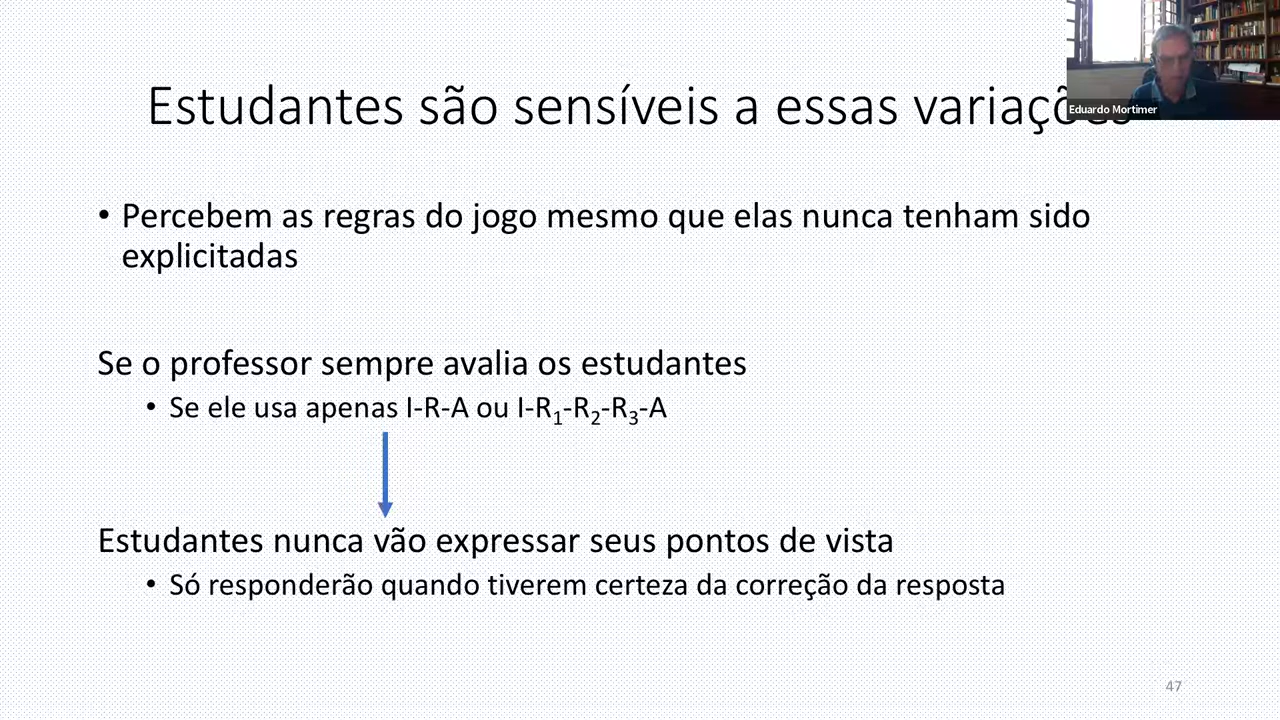 Estudantes são sensíveis a essas variações
Eduardo Mortimer
• Percebem as regras do jogo mesmo que elas nunca tenham sido
explicitadas
Se o professor sempre avalia os estudantes
• Se ele usa apenas I-R-A ou I-R₁-R₂-R₃-A
Estudantes nunca vão expressar seus pontos de vista
• Só responderão quando tiverem certeza da correção da resposta
47